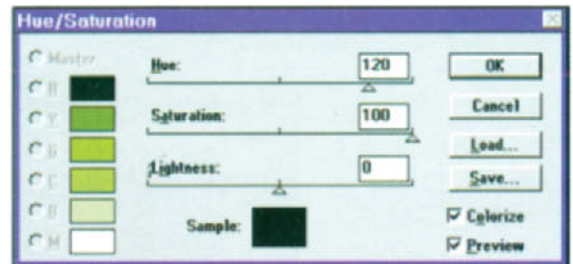 Hue/Saturation
Master
R
Y
G
C
B
M
Hue: 120
Saturation: 100
Lightness: 0
Sample:
OK
Cancel
Load...
Save...
Colorize
Preview